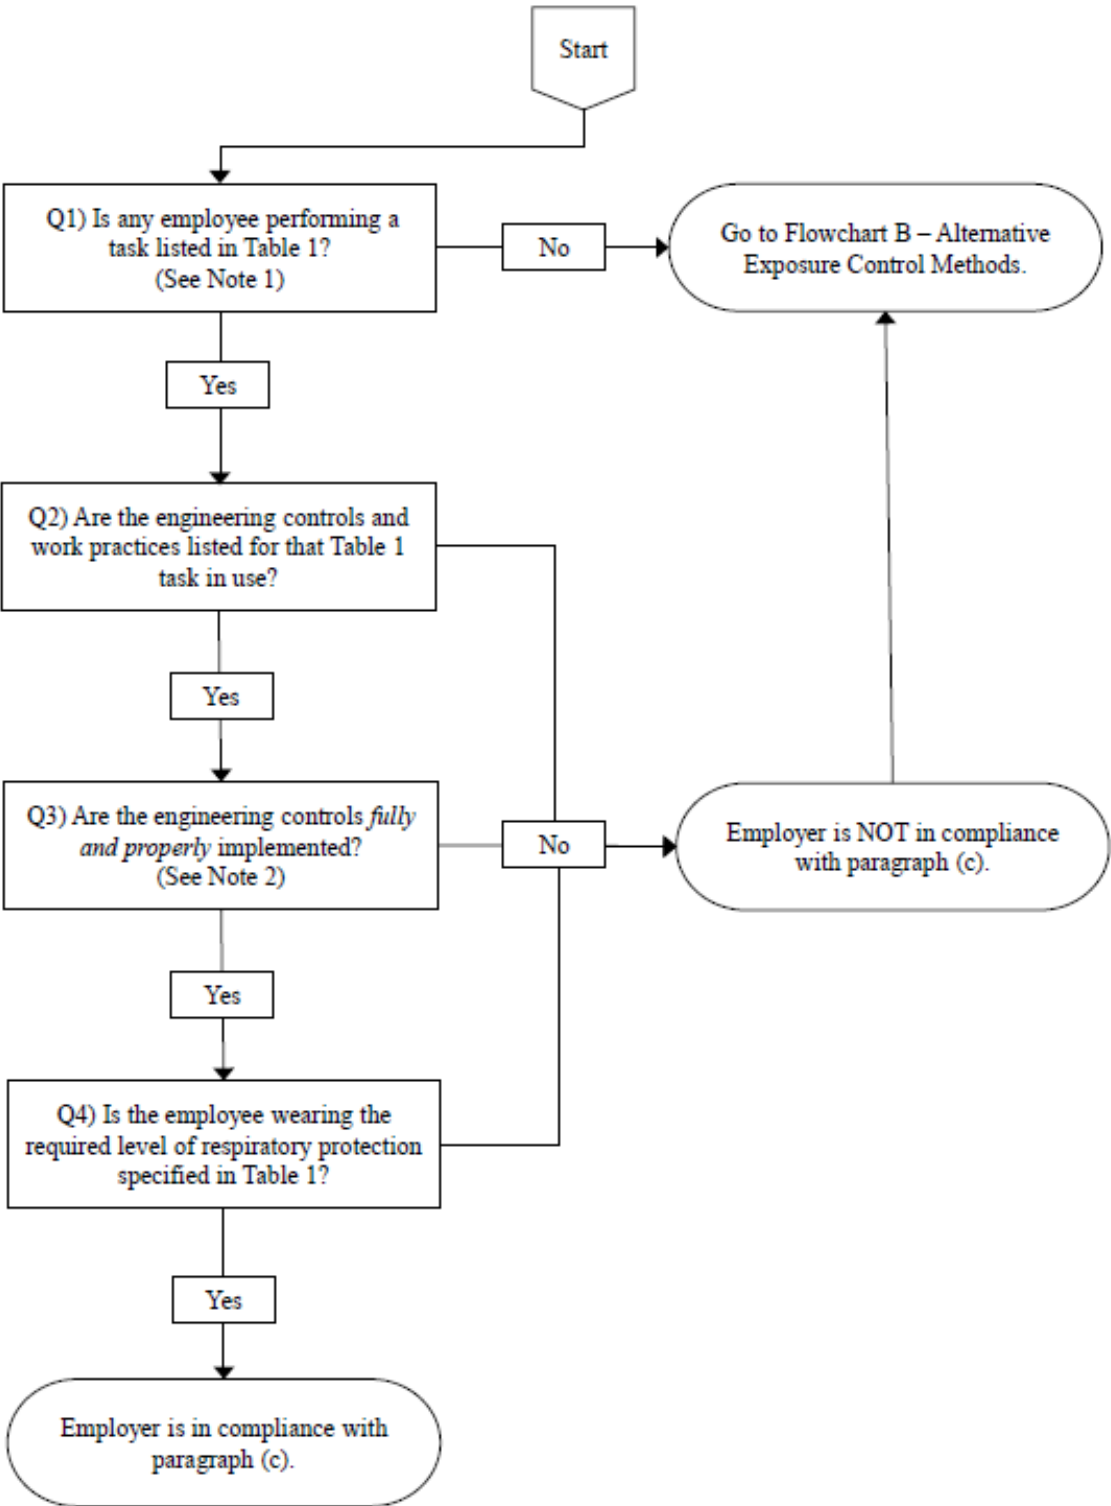 Start
Q1) Is any employee performing a
task listed in Table 1?
(See Note 1)
No
Go to Flowchart B – Alternative
Exposure Control Methods.
Yes
Q2) Are the engineering controls and
work practices listed for that Table 1
task in use?
Yes
Q3) Are the engineering controls fully
and properly implemented?
(See Note 2)
No
Employer is NOT in compliance
with paragraph (c).
Yes
Q4) Is the employee wearing the
required level of respiratory protection
specified in Table 1?
Yes
Employer is in compliance with
paragraph (c).